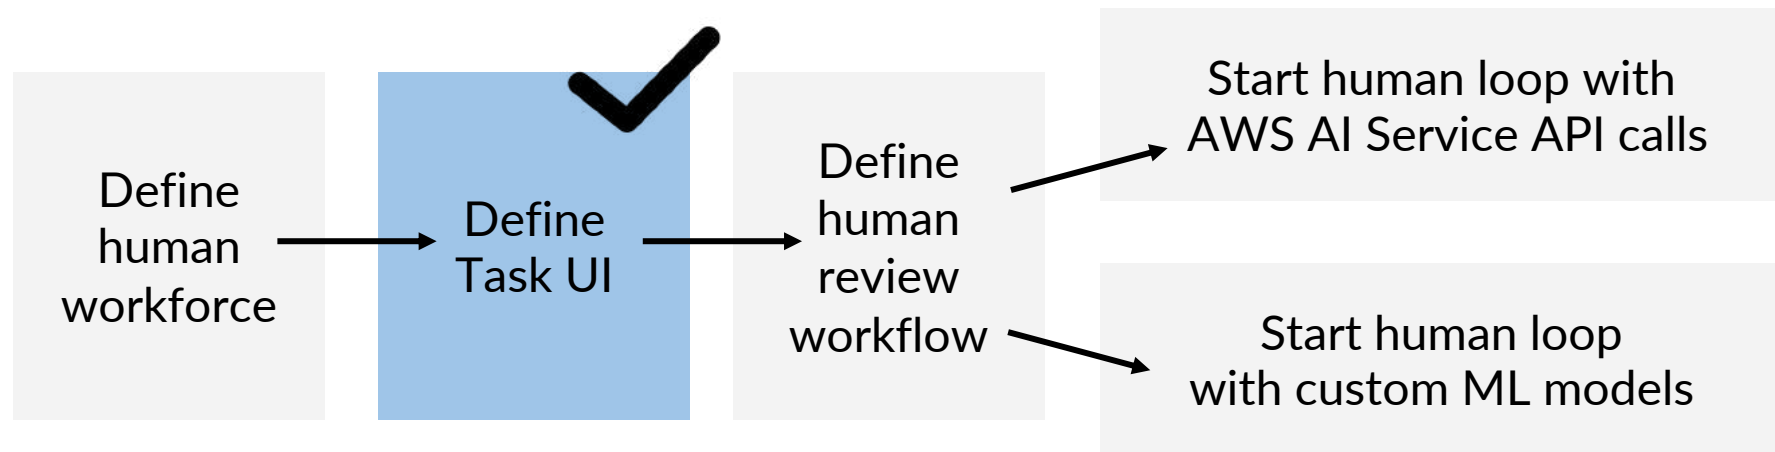 Define
human
workforce
Define
Task UI
Define
human
review
workflow
Start human loop with
AWS AI Service API calls
Start human loop
with custom ML models